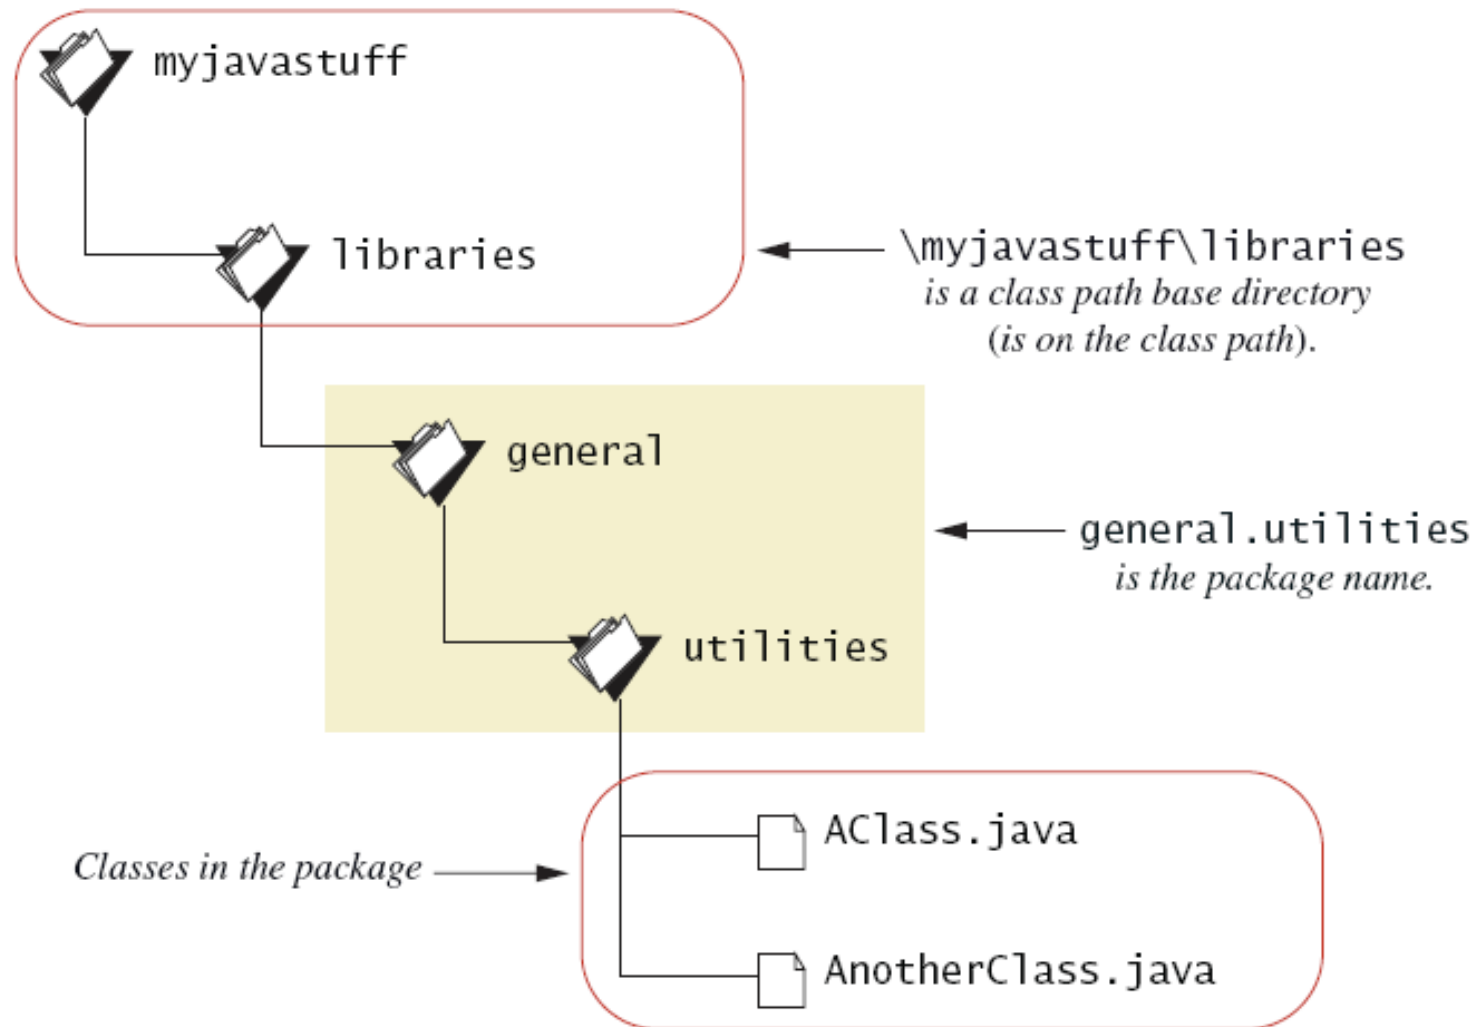 myjavastuff
libraries
\myjavastuff\libraries
is a class path base directory
(is on the class path).
general
general.utilities
is the package name.
utilities
AClass.java
Classes in the package
AnotherClass.java